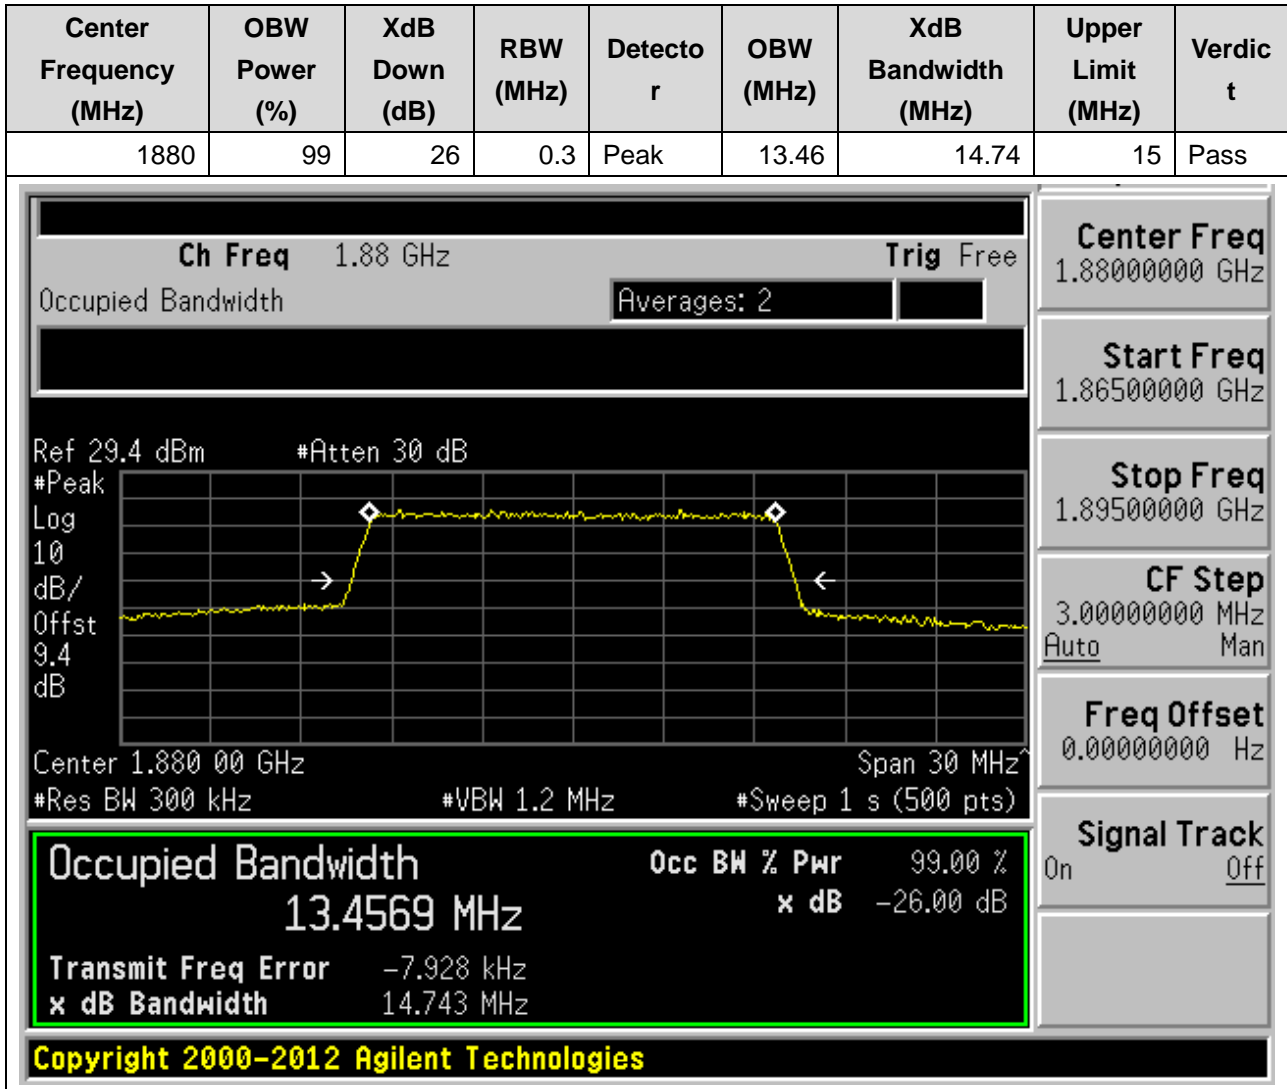 Center Frequency (MHz) OBW Power (%) XdB Down (dB) RBW (MHz) Detecto r OBW (MHz) XdB Bandwidth (MHz) Upper Limit (MHz) Verdic t
1880 99 26 0.3 Peak 13.46 14.74 15 Pass
Ch Freq 1.88 GHz Trig Free
Occupied Bandwidth Averages: 2
Ref 29.4 dBm #Atten 30 dB
#Peak
Log
10
dB/
Offst
9.4
dB
Center 1.880 00 GHz Span 30 MHz^
#Res BW 300 kHz #VBW 1.2 MHz #Sweep 1 s (500 pts)
Occupied Bandwidth Occ BW % Pwr 99.00 %
13.4569 MHz x dB -26.00 dB
Transmit Freq Error -7.928 kHz
x dB Bandwidth 14.743 MHz
Copyright 2000-2012 Agilent Technologies
Center Freq
1.88000000 GHz
Start Freq
1.86500000 GHz
Stop Freq
1.89500000 GHz
CF Step
3.00000000 MHz
Auto Man
Freq Offset
0.00000000 Hz
Signal Track
On Off